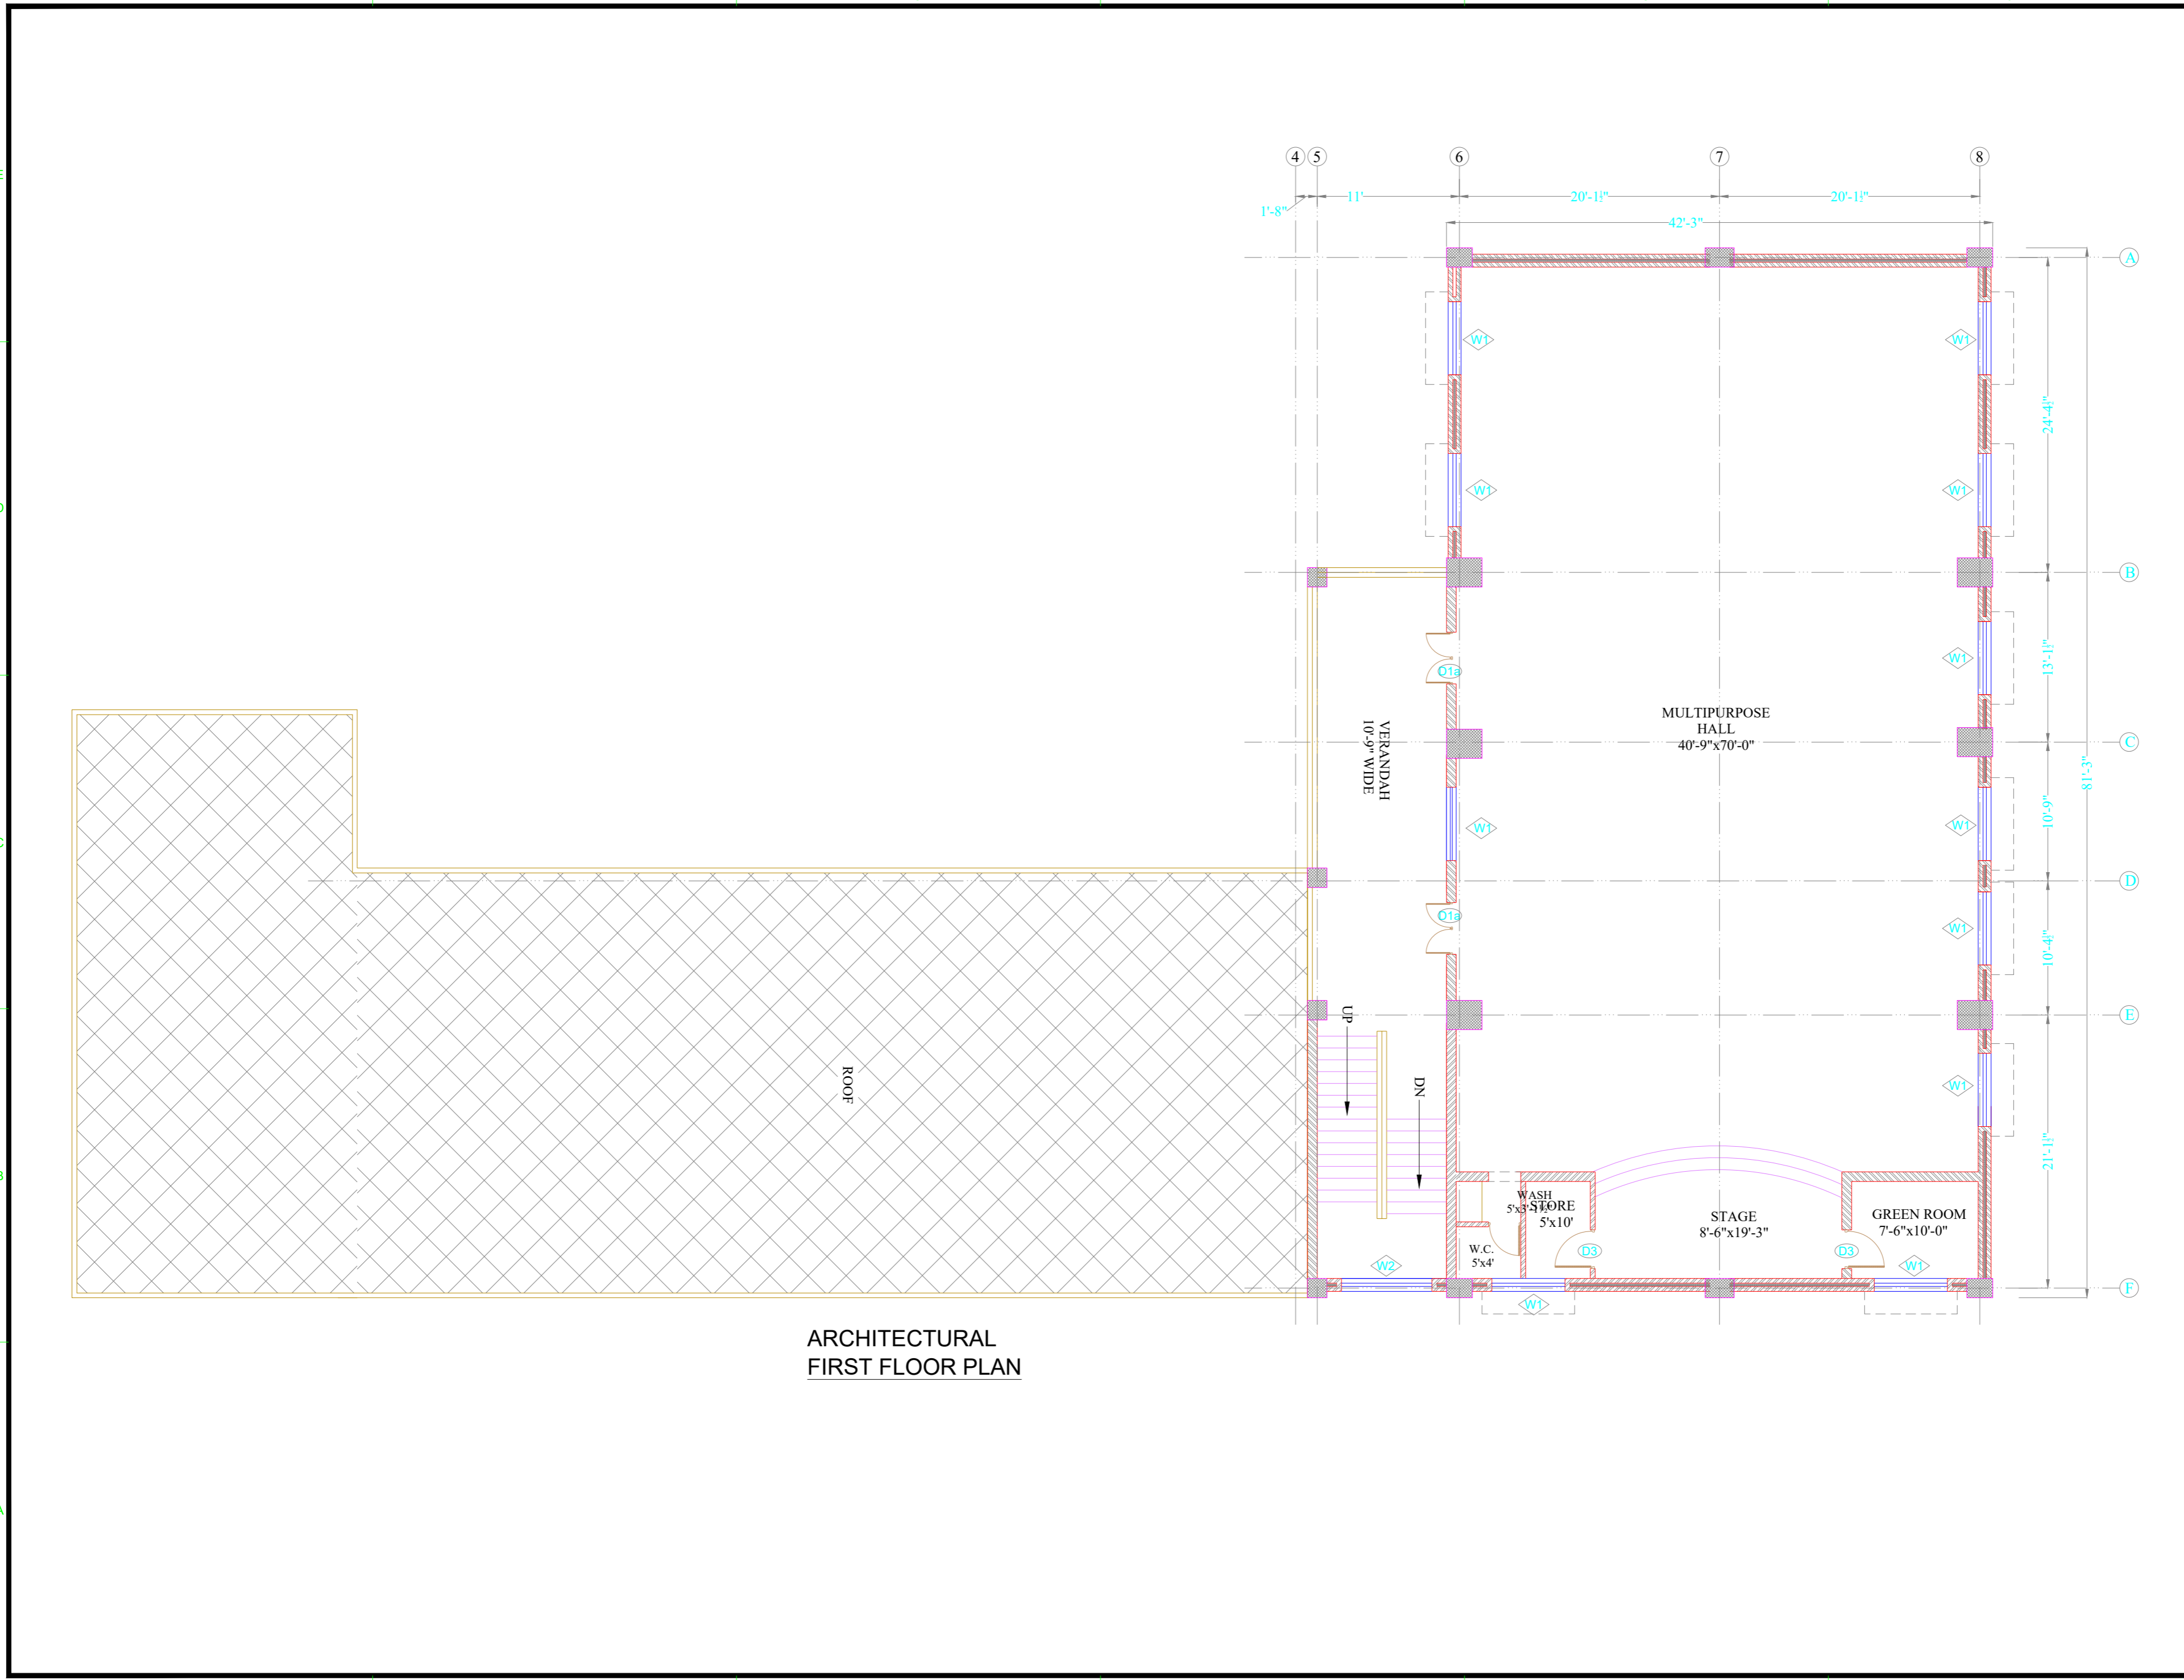 4 5 6 7 8
1'-8" 11' 20'-1½" 20'-1½"
42'-3"
A
W1 W1
24'-4½"
W1 W1
B
D1a
W1
13'-1½"
VERANDAH
10'-9" WIDE
MULTIPURPOSE
HALL
40'-9"x70'-0"
C
81'-3"
W1 W1
10'-9"
D
D1a
W1
10'-4½"
UP
E
ROOF
DN
W1
21'-1½"
WASH
5'x3'-1½"
STORE
5'x10'
STAGE
8'-6"x19'-3"
GREEN ROOM
7'-6"x10'-0"
W.C.
5'x4'
D3 D3
W2
W1
W1
F
ARCHITECTURAL
FIRST FLOOR PLAN
E
D
C
B
A